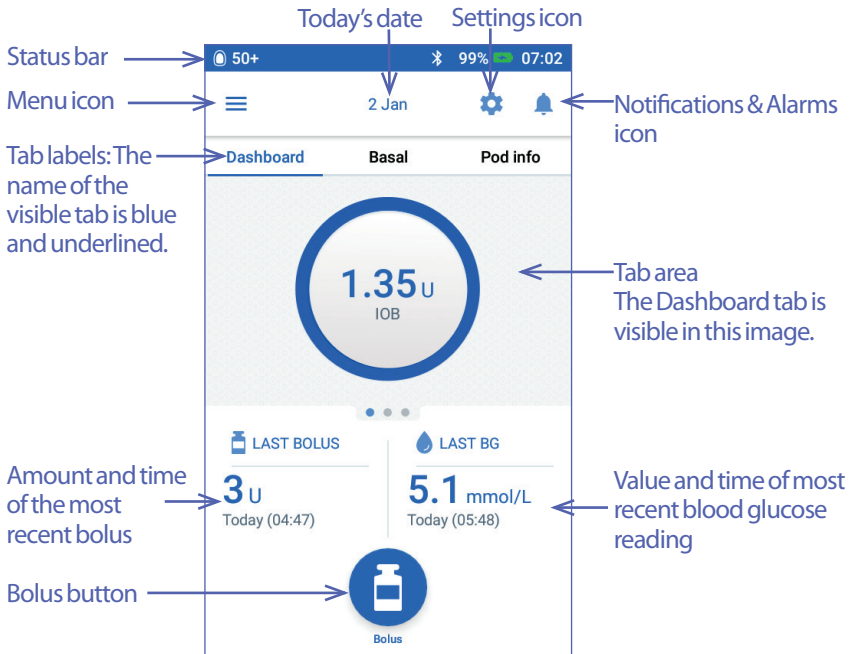 Today's date
Settings icon
Status bar
50+
99%
07:02
Menu icon
2 Jan
Notifications & Alarms
icon
Tab labels: The
name of the
visible tab is blue
and underlined.
Dashboard
Basal
Pod info
1.35 U
IOB
Tab area
The Dashboard tab is
visible in this image.
LAST BOLUS
LAST BG
Amount and time
of the most
recent bolus
3 U
Today (04:47)
5.1 mmol/L
Today (05:48)
Value and time of most
recent blood glucose
reading
Bolus button
Bolus